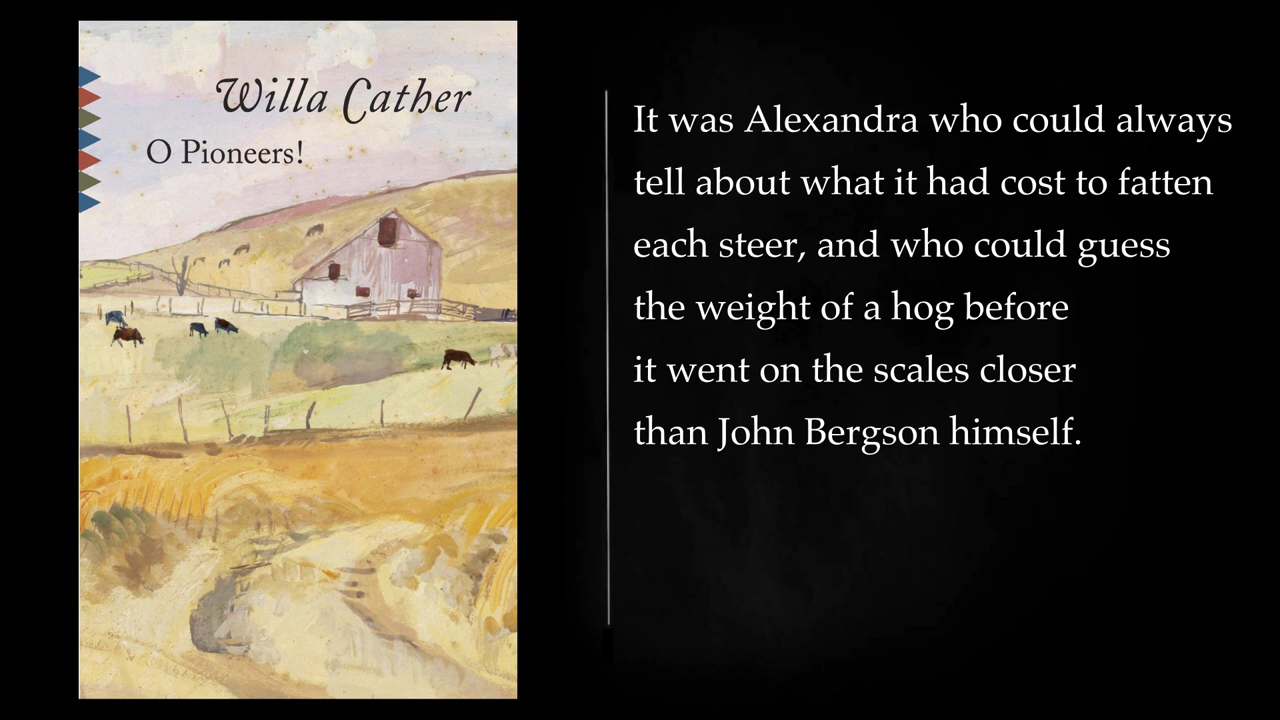 Willa Cather
O Pioneers!
It was Alexandra who could always
tell about what it had cost to fatten
each steer, and who could guess
the weight of a hog before
it went on the scales closer
than John Bergson himself.